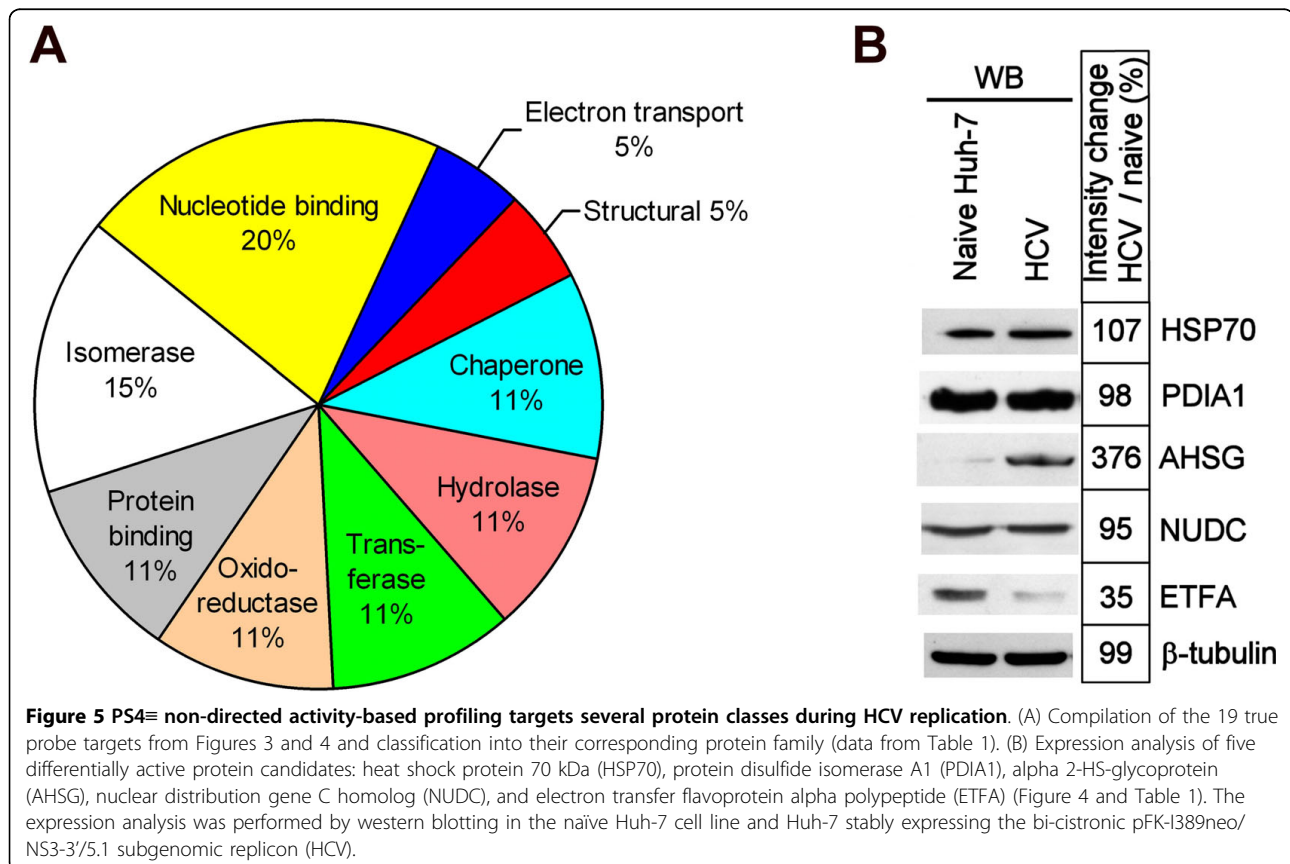 A
Electron transport
5%
Structural 5%
Nucleotide binding
20%
Isomerase
15%
Chaperone
11%
Hydrolase
11%
Protein
binding
11%
Oxido-
reductase
11%
Trans-
ferase
11%
B
WB
Naive Huh-7
HCV
Intensity change
HCV / naive (%)
107 HSP70
98 PDIA1
376 AHSG
95 NUDC
35 ETFA
99 β-tubulin
Figure 5 PS4≡ non-directed activity-based profiling targets several protein classes during HCV replication. (A) Compilation of the 19 true
probe targets from Figures 3 and 4 and classification into their corresponding protein family (data from Table 1). (B) Expression analysis of five
differentially active protein candidates: heat shock protein 70 kDa (HSP70), protein disulfide isomerase A1 (PDIA1), alpha 2-HS-glycoprotein
(AHSG), nuclear distribution gene C homolog (NUDC), and electron transfer flavoprotein alpha polypeptide (ETFA) (Figure 4 and Table 1). The
expression analysis was performed by western blotting in the naïve Huh-7 cell line and Huh-7 stably expressing the bi-cistronic pFK-I389neo/
NS3-3′/5.1 subgenomic replicon (HCV).